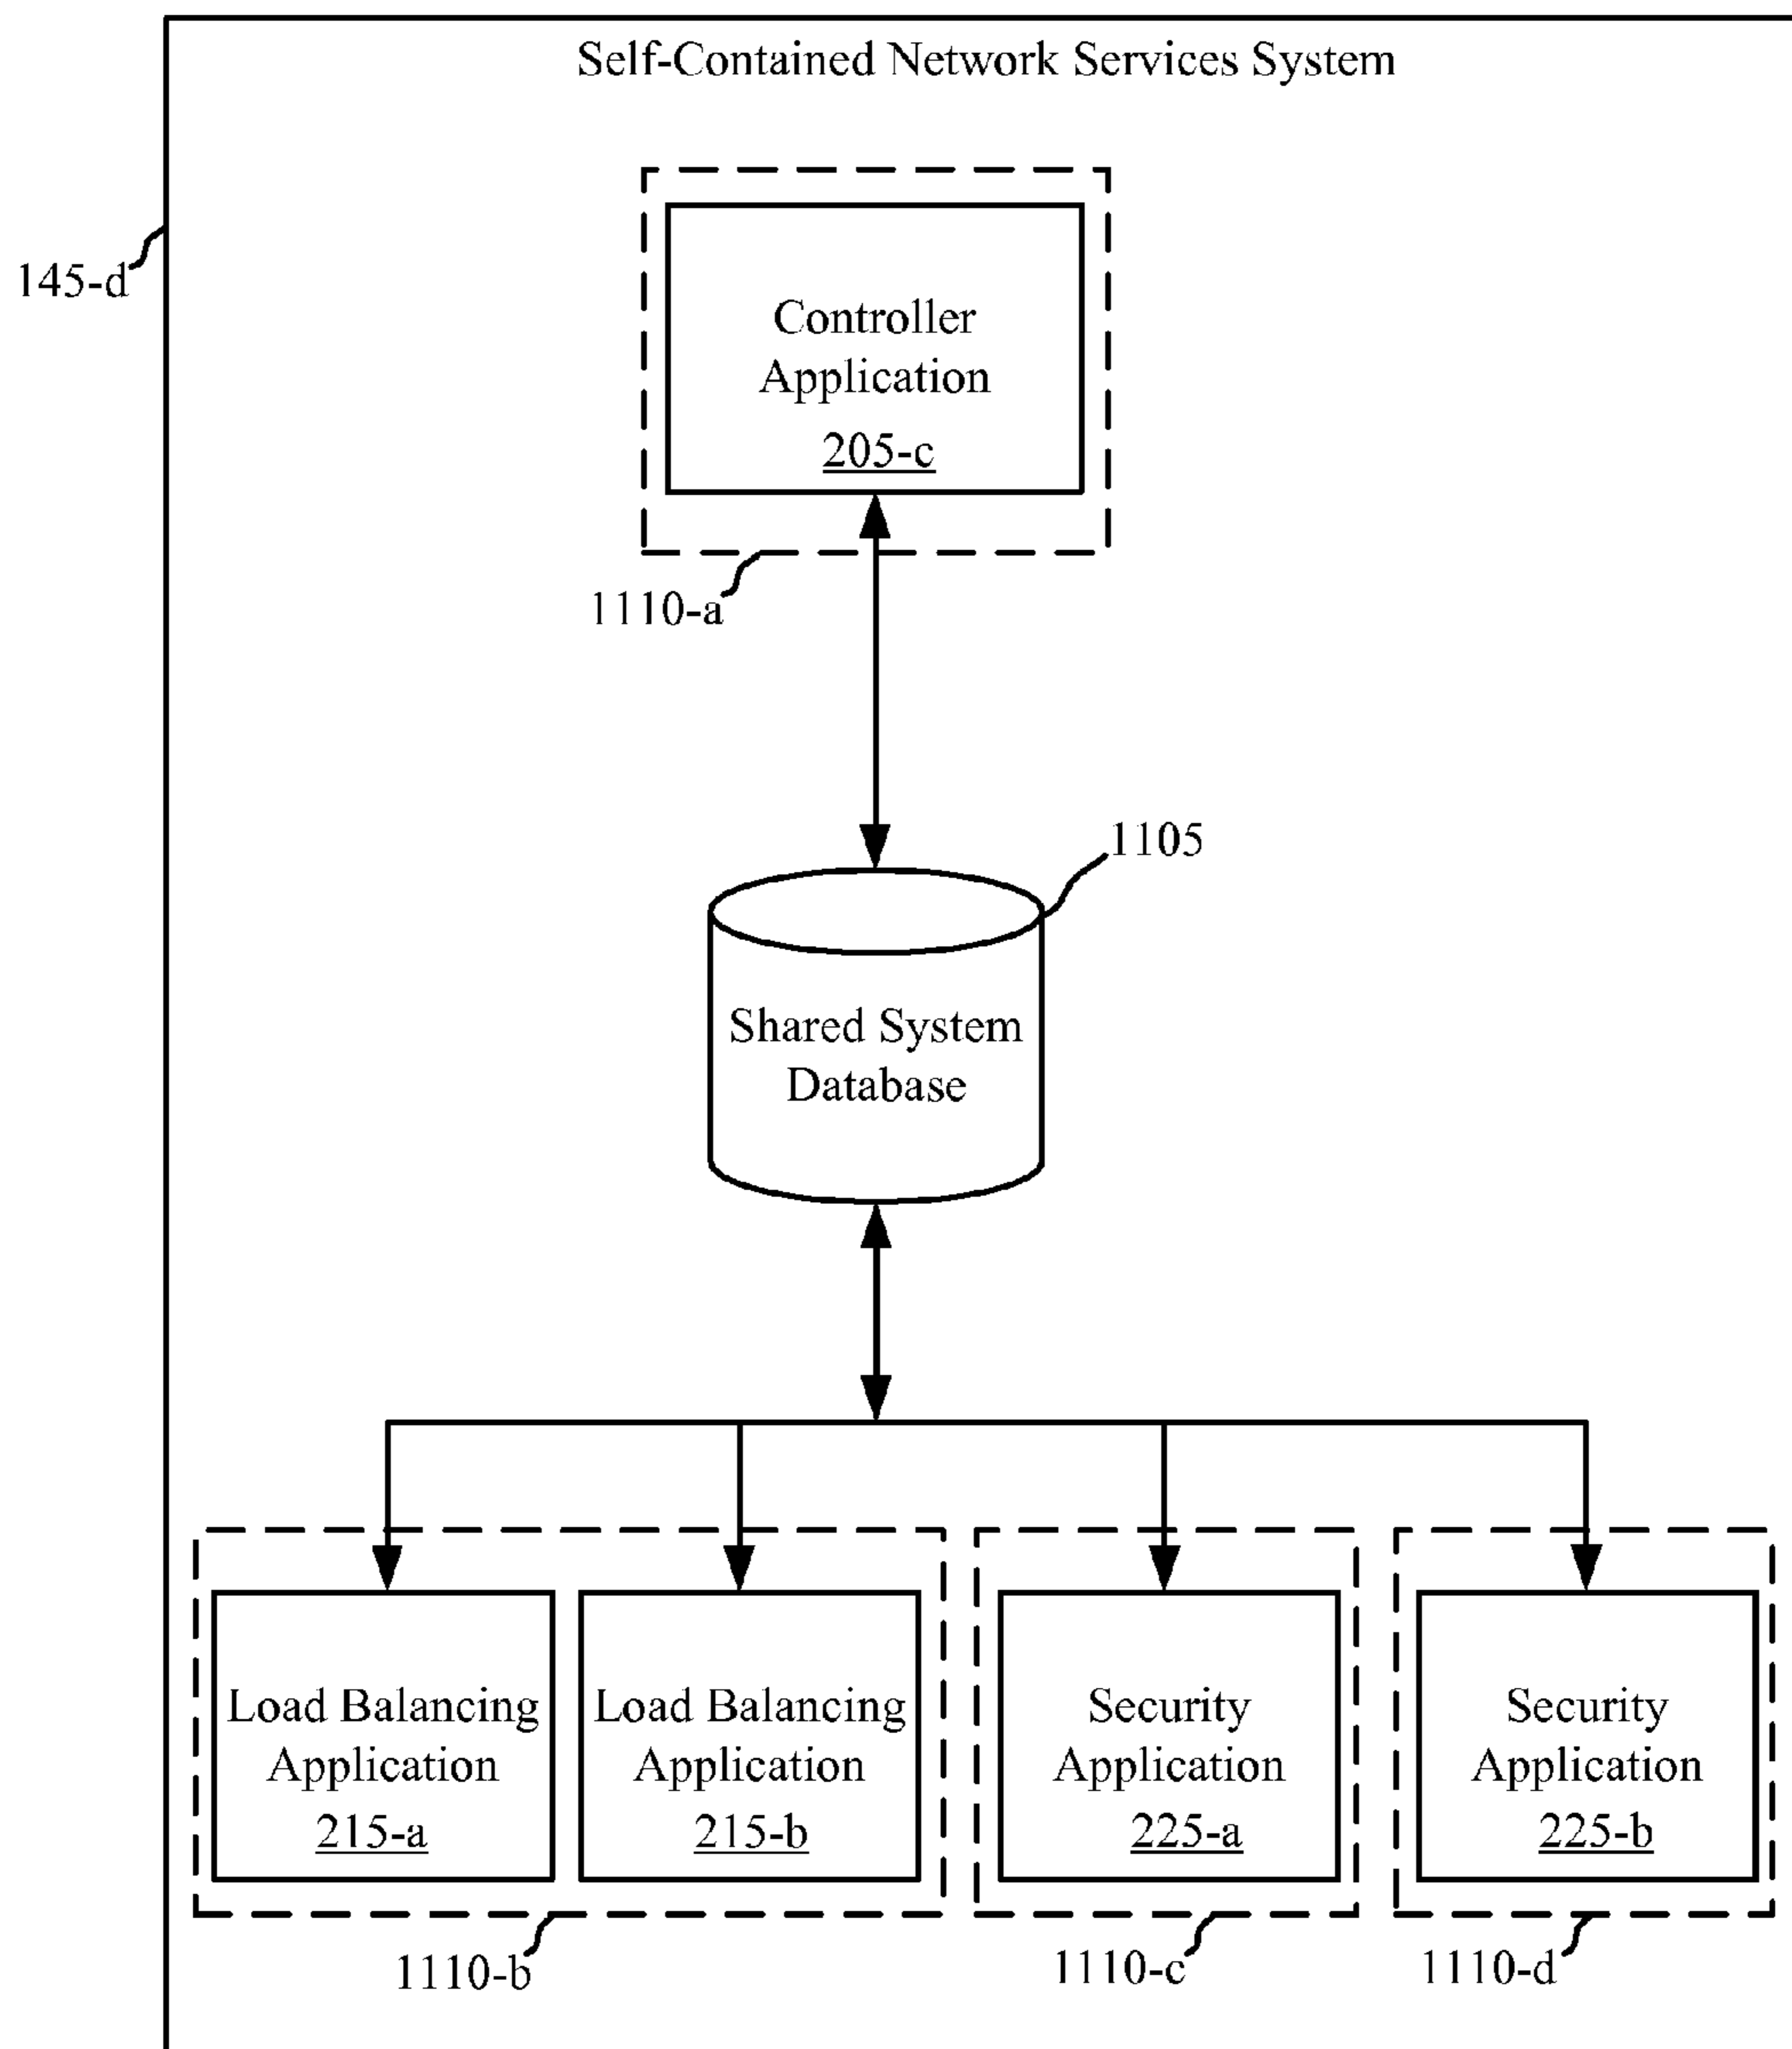 Self-Contained Network Services System
145-d
Controller
Application
205-c
1110-a
1105
Shared System
Database
Load Balancing
Application
215-a
Load Balancing
Application
215-b
Security
Application
225-a
Security
Application
225-b
1110-b
1110-c
1110-d